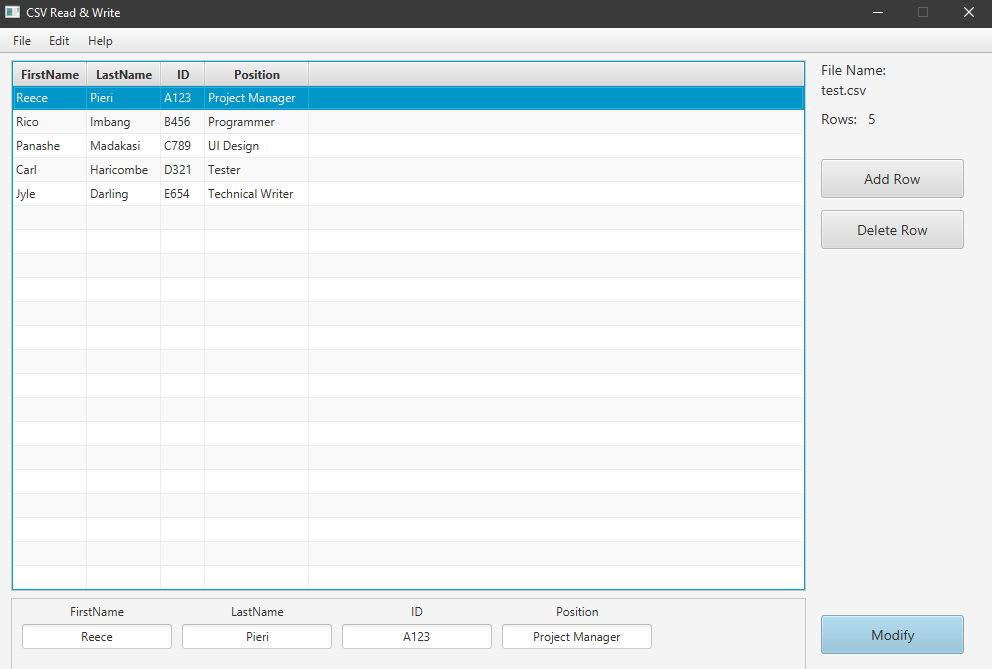 CSV Read & Write
File Edit Help
FirstName LastName ID Position
Reece Pieri A123 Project Manager
Rico Imbang B456 Programmer
Panashe Madakasi C789 UI Design
Carl Haricombe D321 Tester
Jyle Darling E654 Technical Writer
File Name:
test.csv
Rows: 5
Add Row
Delete Row
FirstName LastName ID Position
Reece Pieri A123 Project Manager
Modify